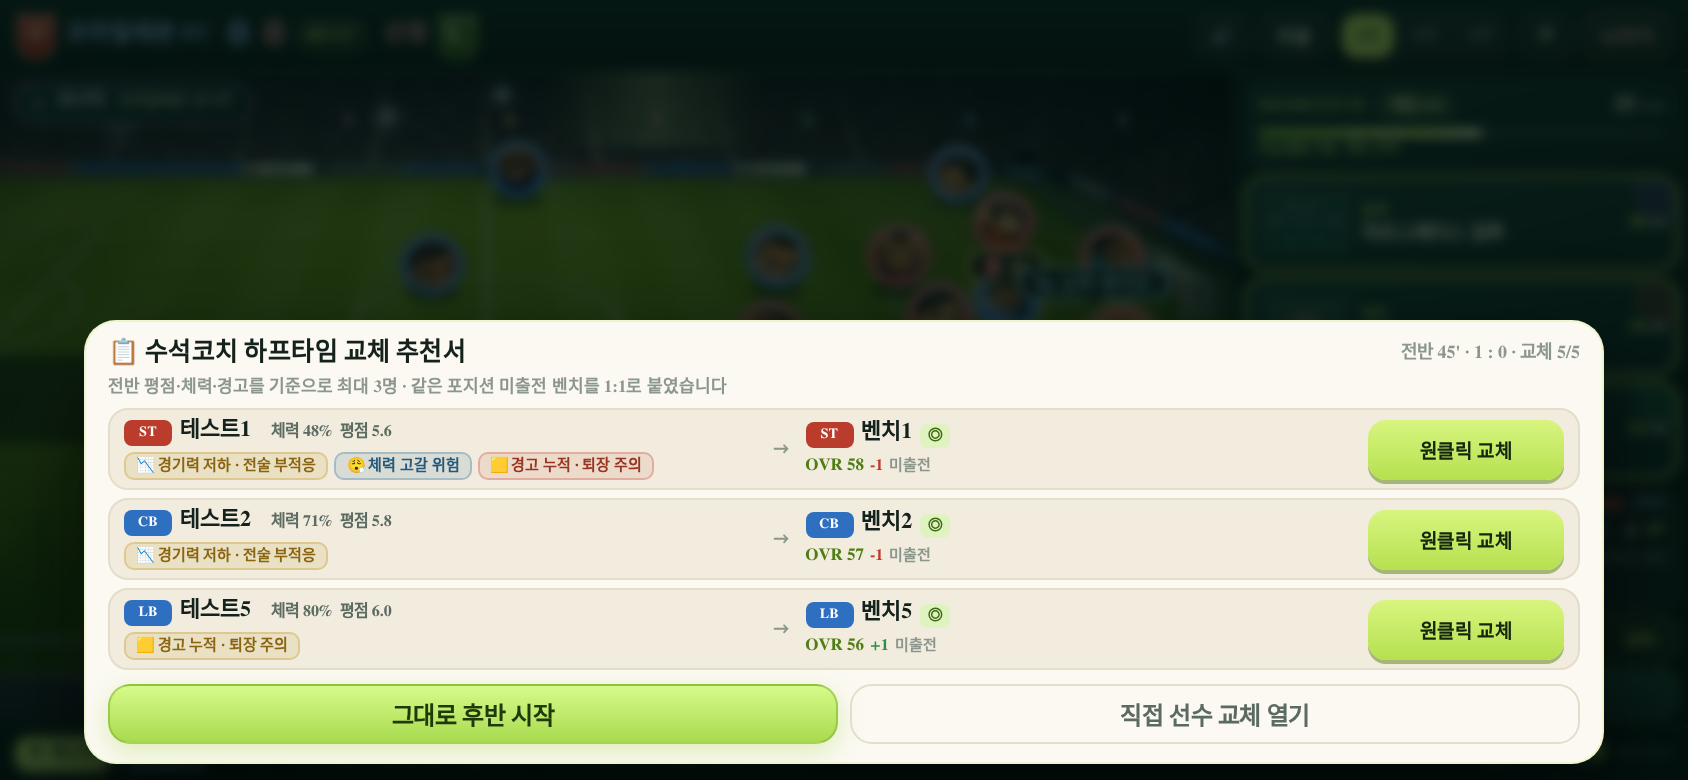 📋 수석코치 하프타임 교체 추천서
전반 45' · 1 : 0 · 교체 5/5
전반 평점·체력·경고를 기준으로 최대 3명 · 같은 포지션 미출전 벤치를 1:1로 붙였습니다
ST 테스트1 체력 48% 평점 5.6
📉 경기력 저하 · 전술 부적응 😮‍💨 체력 고갈 위험 🟨 경고 누적 · 퇴장 주의
→
ST 벤치1 ◎
OVR 58 -1 미출전
원클릭 교체
CB 테스트2 체력 71% 평점 5.8
📉 경기력 저하 · 전술 부적응
→
CB 벤치2 ◎
OVR 57 -1 미출전
원클릭 교체
LB 테스트5 체력 80% 평점 6.0
🟨 경고 누적 · 퇴장 주의
→
LB 벤치5 ◎
OVR 56 +1 미출전
원클릭 교체
그대로 후반 시작
직접 선수 교체 열기